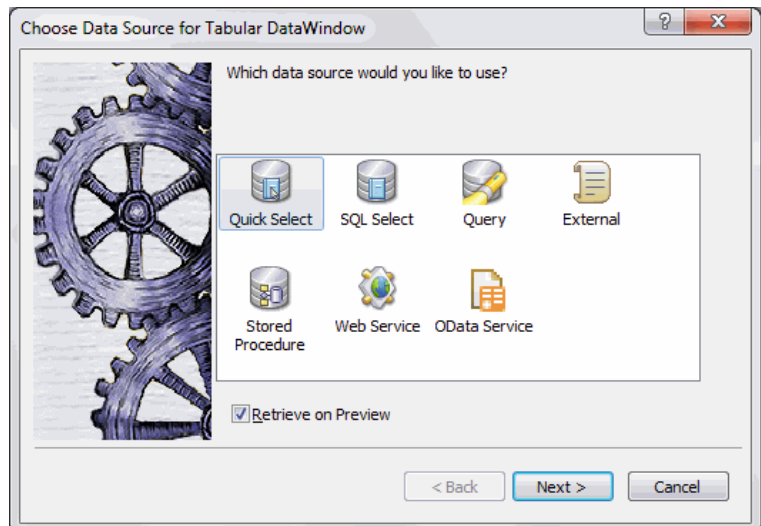 Choose Data Source for Tabular DataWindow
Which data source would you like to use?
Quick Select SQL Select Query External
Stored Procedure Web Service OData Service
Retrieve on Preview
< Back Next > Cancel